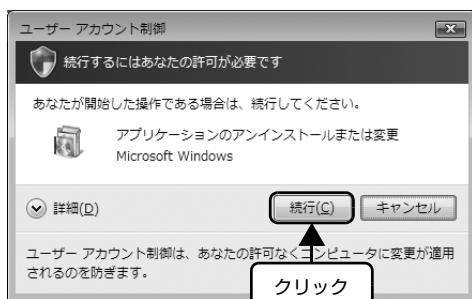 ユーザー アカウント制御
続行するにはあなたの許可が必要です
あなたが開始した操作である場合は、続行してください。
アプリケーションのアンインストールまたは変更
Microsoft Windows
詳細(D)
続行(C)
キャンセル
ユーザー アカウント制御は、あなたの許可なくコンピュータに変更が適用
されるのを防ぎます。
クリック